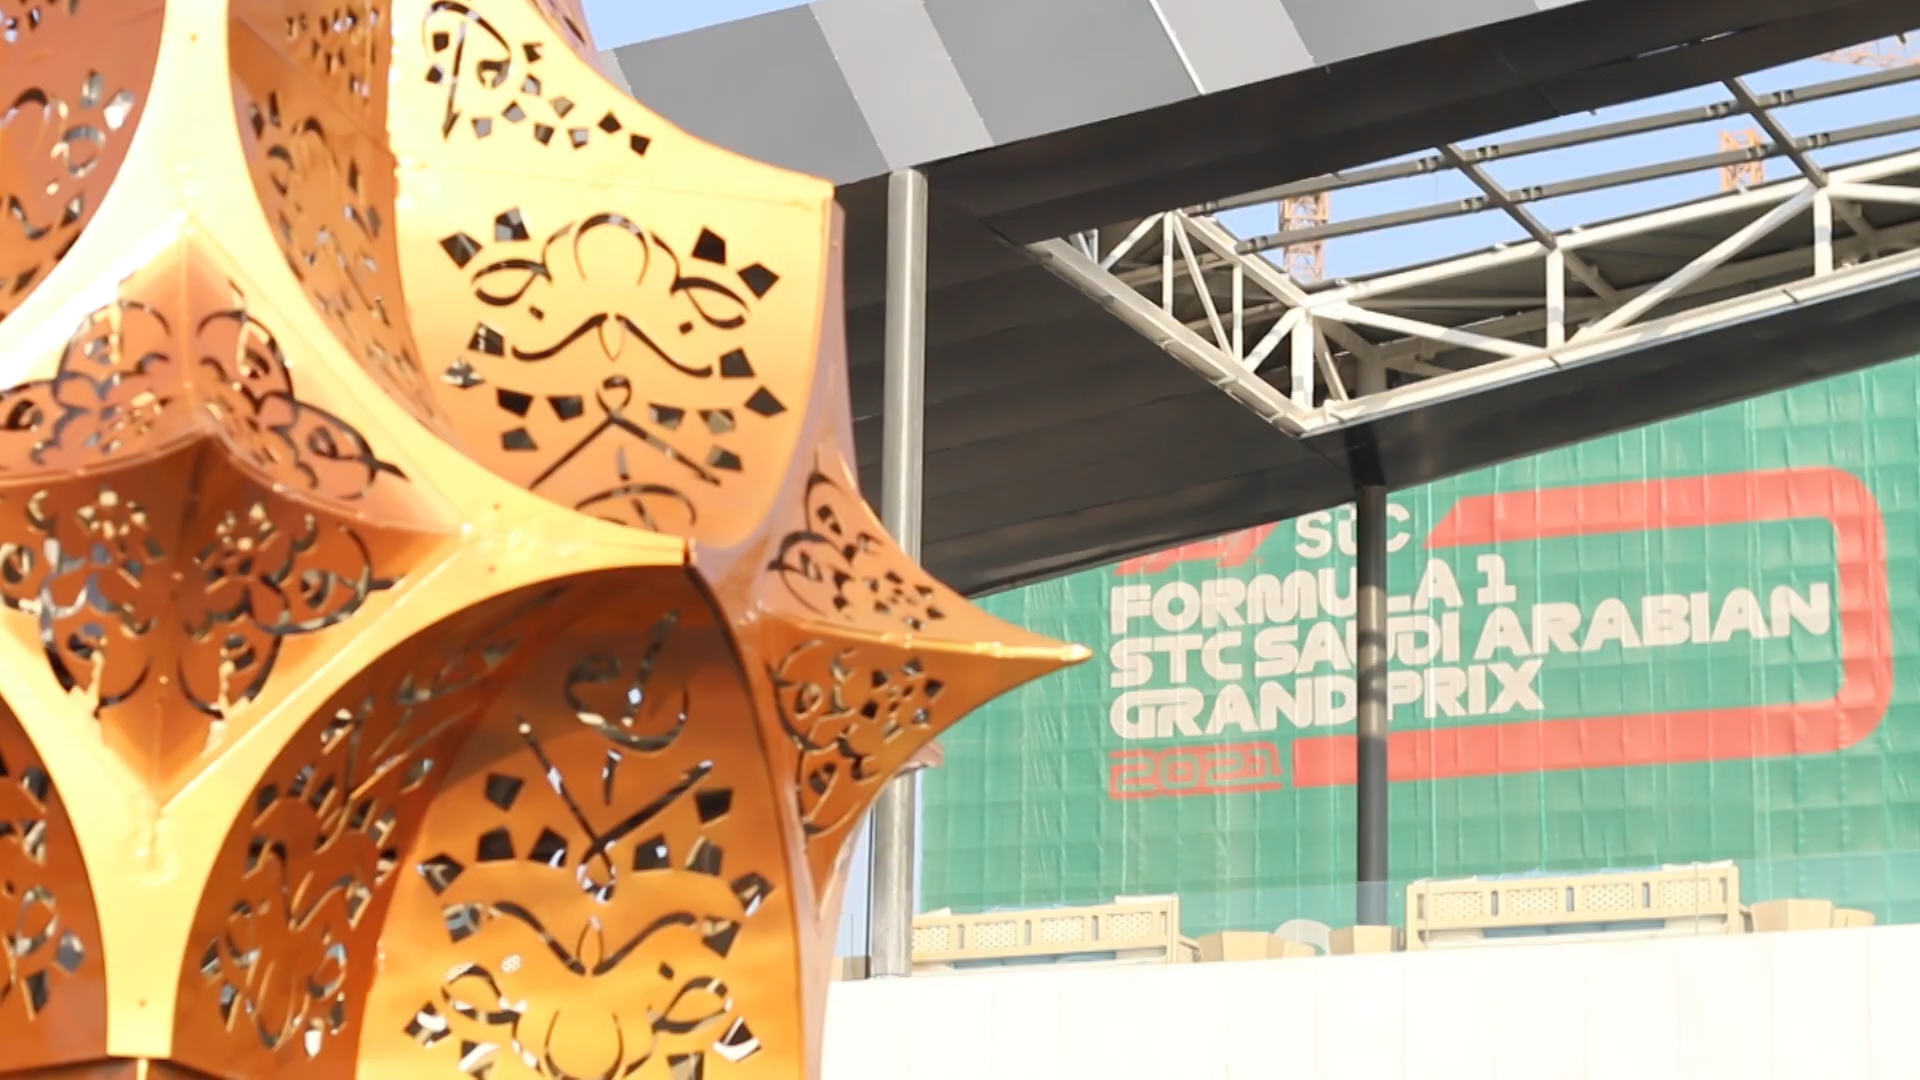 stc
FORMULA 1
STC SAUDI ARABIAN
GRAND PRIX
2021